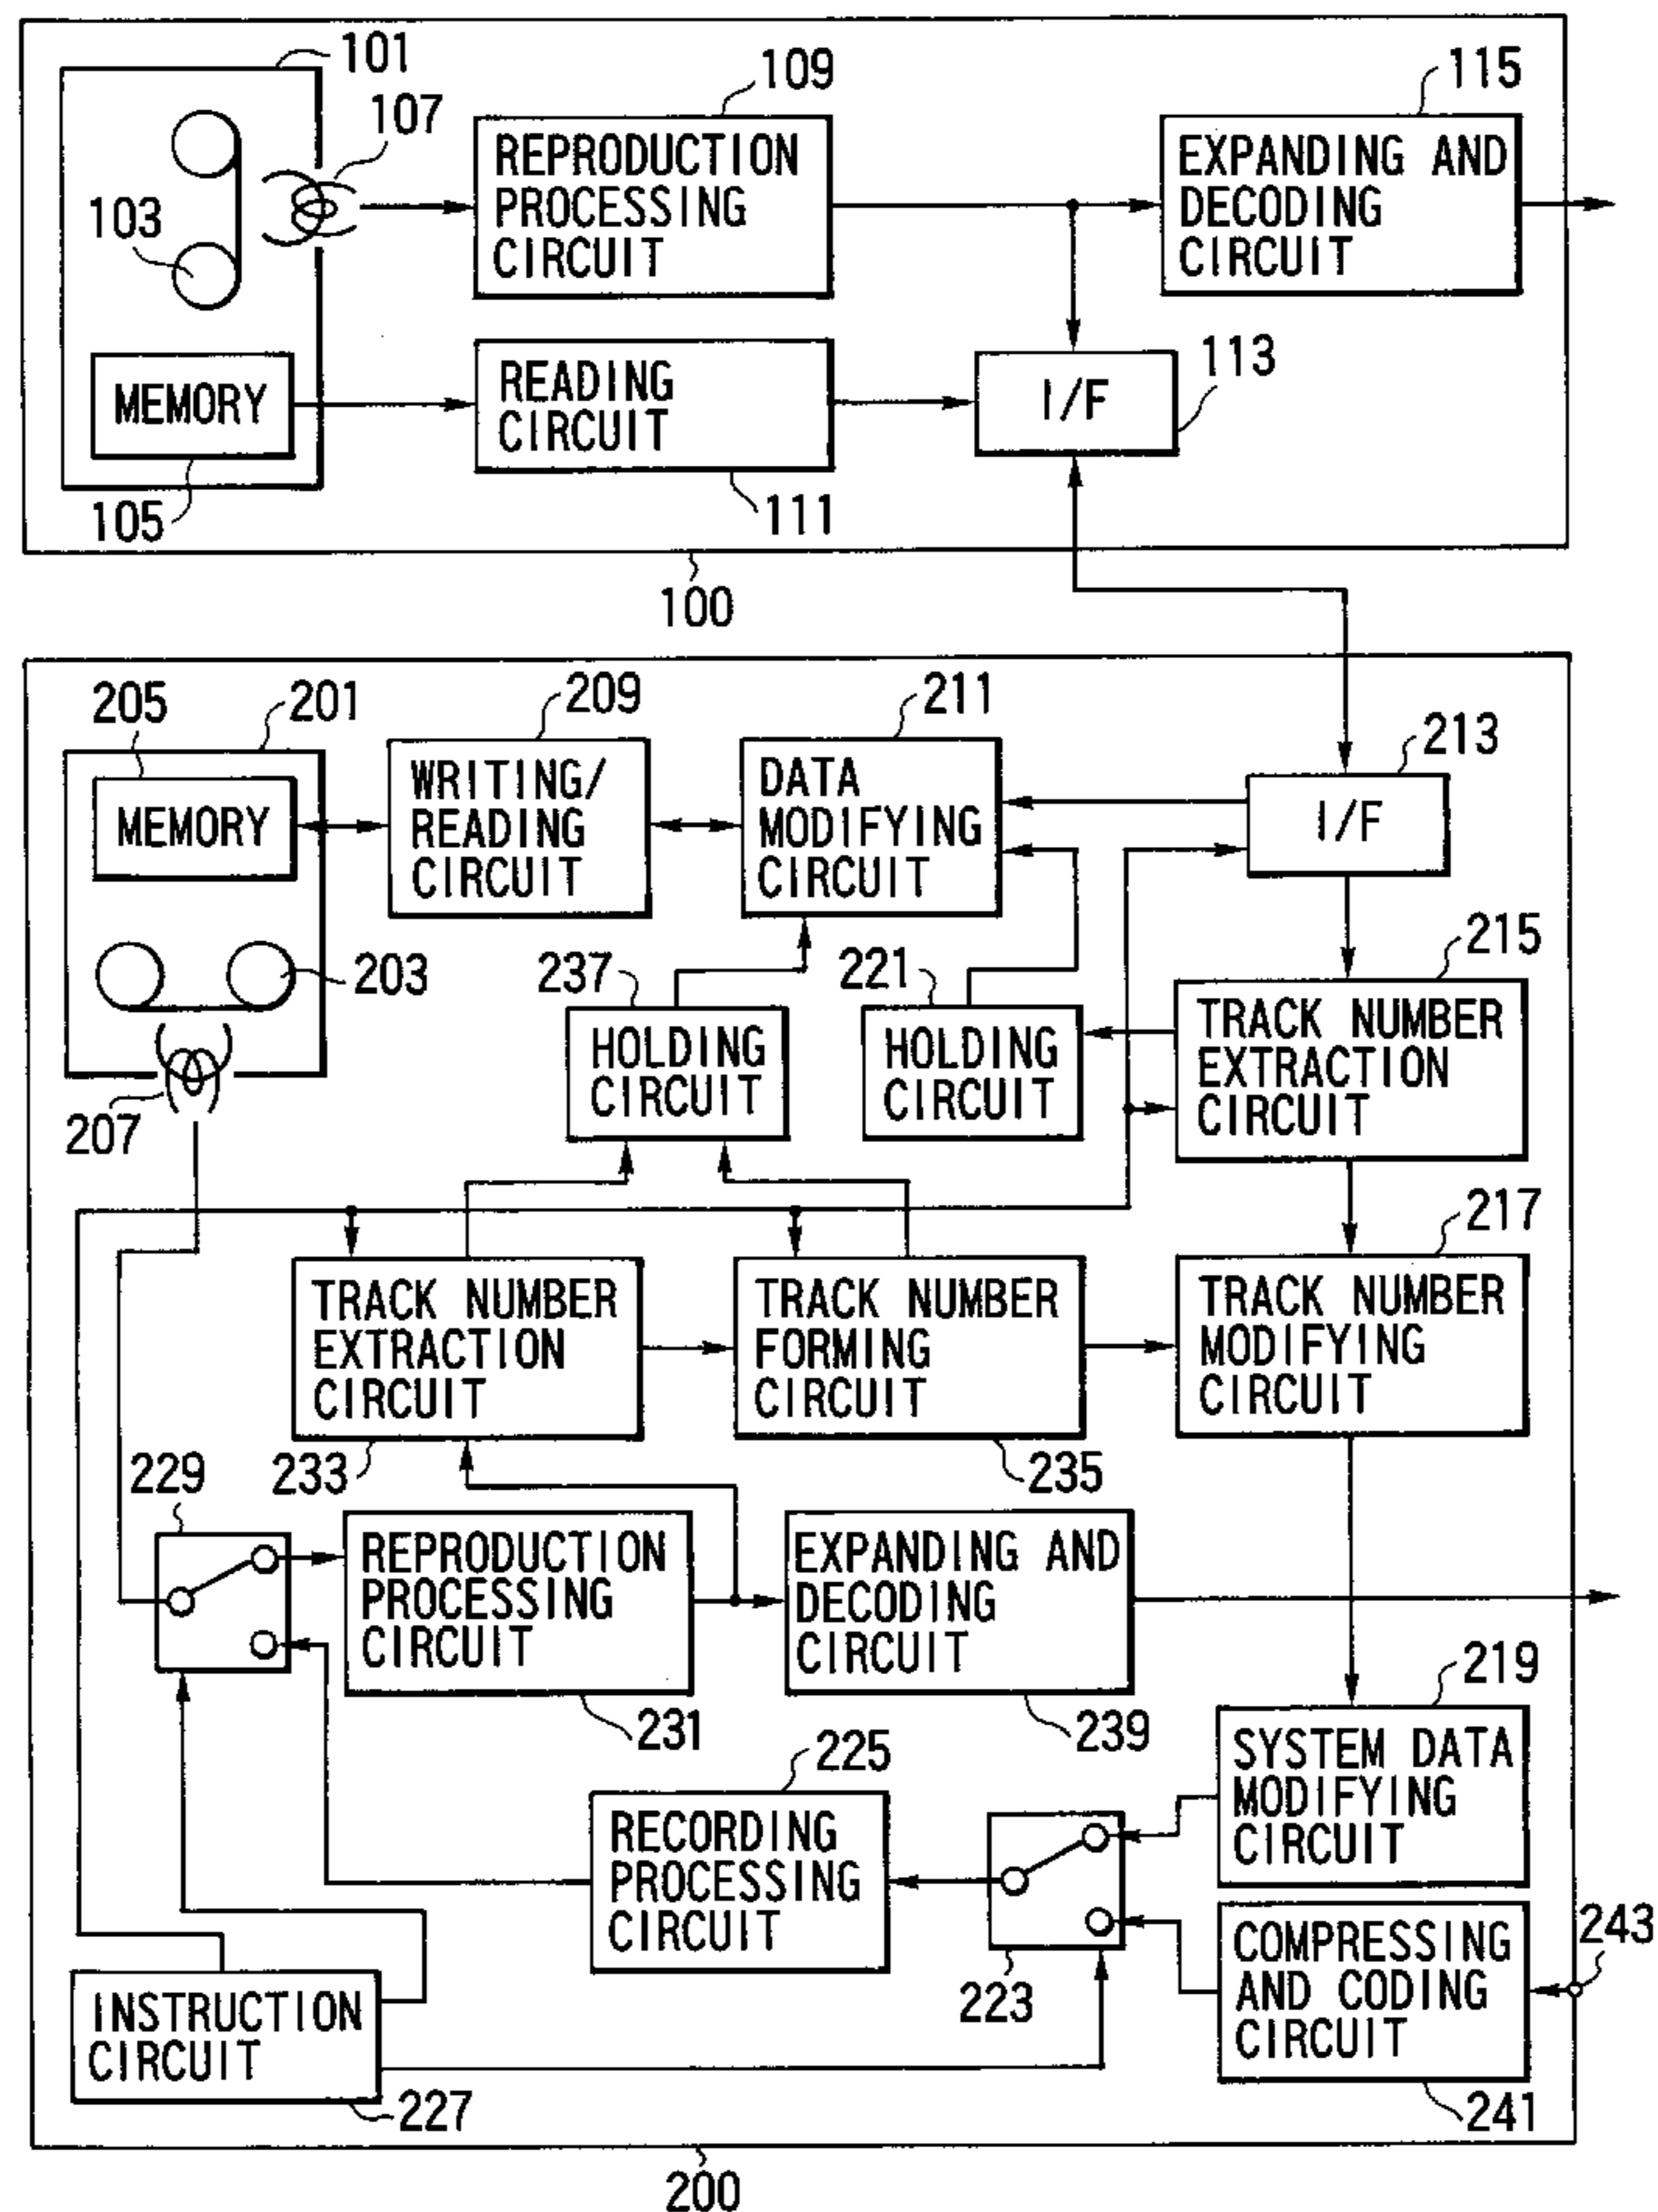 101
107
109
115
REPRODUCTION
PROCESSING
CIRCUIT
EXPANDING AND
DECODING
CIRCUIT
103
MEMORY
READING
CIRCUIT
I/F
113
105
111
100
205
201
209
211
213
MEMORY
WRITING/
READING
CIRCUIT
DATA
MODIFYING
CIRCUIT
I/F
203
237
221
215
HOLDING
CIRCUIT
HOLDING
CIRCUIT
TRACK NUMBER
EXTRACTION
CIRCUIT
207
217
TRACK NUMBER
EXTRACTION
CIRCUIT
TRACK NUMBER
FORMING
CIRCUIT
TRACK NUMBER
MODIFYING
CIRCUIT
229
233
235
REPRODUCTION
PROCESSING
CIRCUIT
EXPANDING AND
DECODING
CIRCUIT
231
239
219
225
SYSTEM DATA
MODIFYING
CIRCUIT
RECORDING
PROCESSING
CIRCUIT
223
COMPRESSING
AND CODING
CIRCUIT
243
INSTRUCTION
CIRCUIT
227
241
200